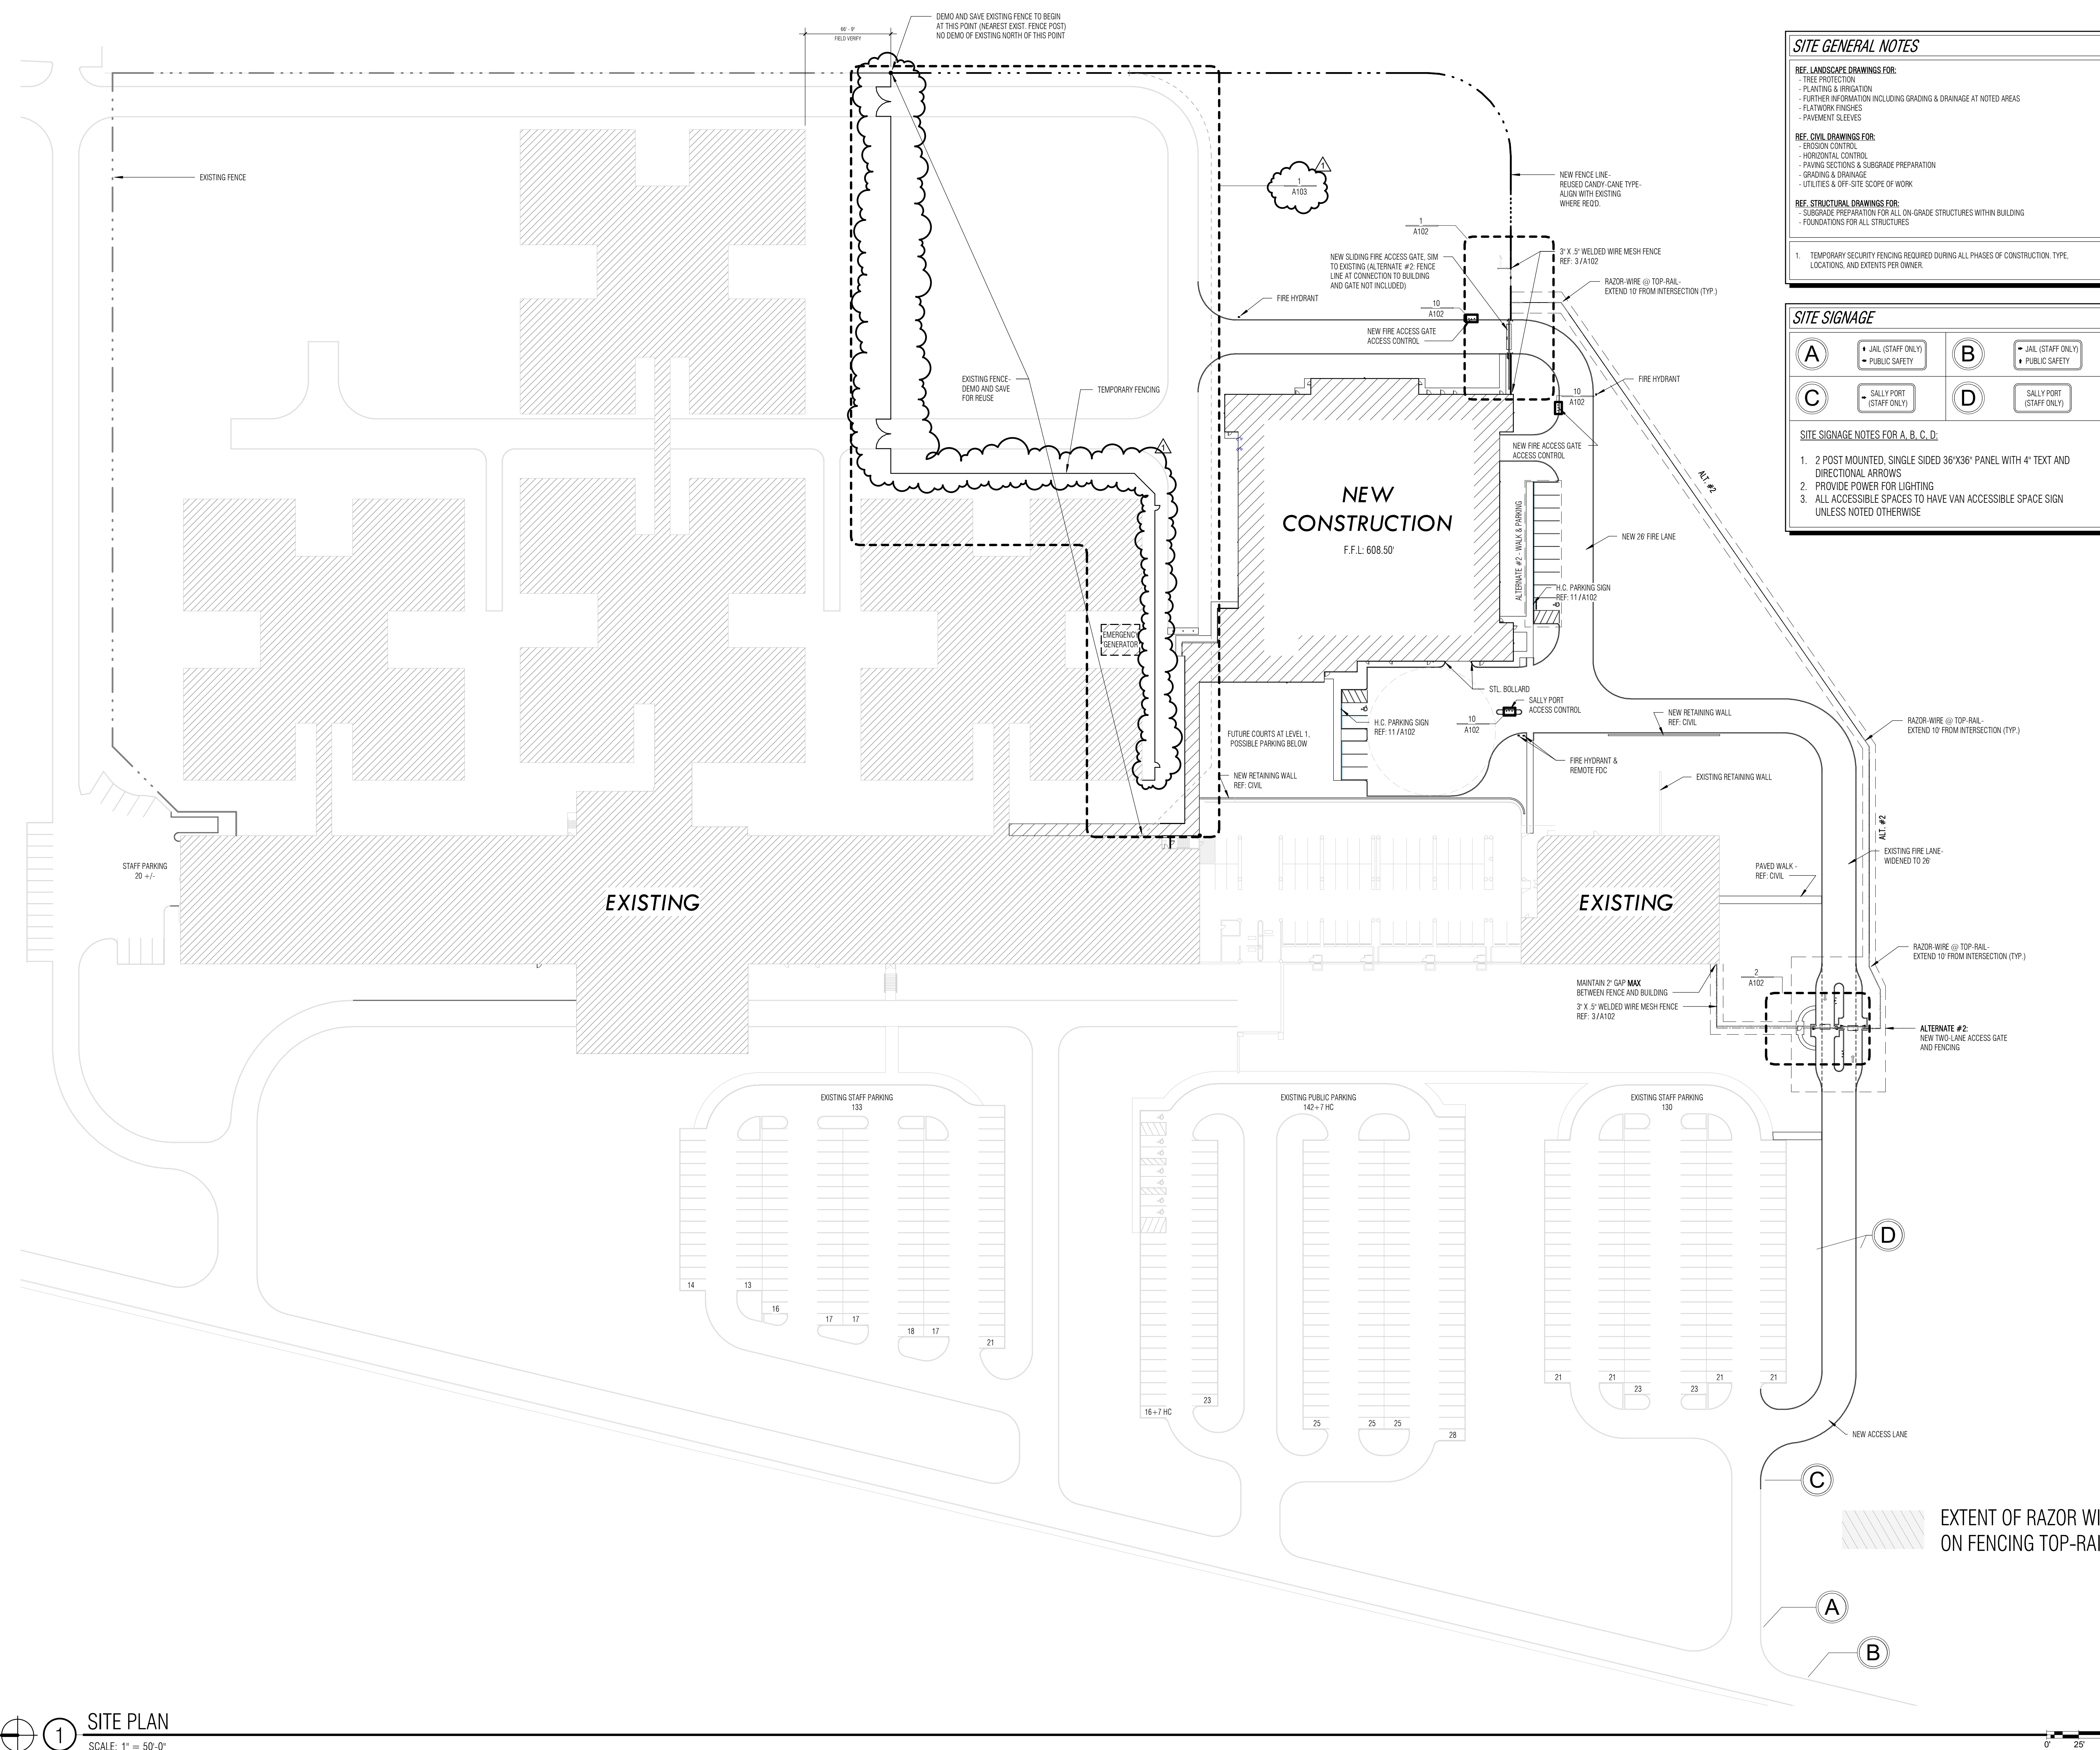 DEMO AND SAVE EXISTING FENCE TO BEGIN
AT THIS POINT (NEAREST EXIST. FENCE POST)
NO DEMO OF EXISTING NORTH OF THIS POINT
66' - 9"
FIELD VERIFY
EXISTING FENCE
1
1
A103
NEW FENCE LINE-
REUSED CANDY-CANE TYPE-
ALIGN WITH EXISTING
WHERE REQ'D.
1
A102
NEW SLIDING FIRE ACCESS GATE, SIM
TO EXISTING (ALTERNATE #2: FENCE
LINE AT CONNECTION TO BUILDING
AND GATE NOT INCLUDED)
3" X .5" WELDED WIRE MESH FENCE
REF: 3/A102
RAZOR-WIRE @ TOP-RAIL-
EXTEND 10' FROM INTERSECTION (TYP.)
FIRE HYDRANT
10
A102
NEW FIRE ACCESS GATE
ACCESS CONTROL
EXISTING FENCE-
DEMO AND SAVE
FOR REUSE
TEMPORARY FENCING
FIRE HYDRANT
10
A102
NEW FIRE ACCESS GATE
ACCESS CONTROL
1
ALT. #2
NEW
CONSTRUCTION
F.F.L: 608.50'
ALTERNATE #2 - WALK & PARKING
NEW 26' FIRE LANE
H.C. PARKING SIGN
REF: 11/A102
EMERGENCY
GENERATOR
STL. BOLLARD
SALLY PORT
ACCESS CONTROL
10
A102
H.C. PARKING SIGN
REF: 11/A102
NEW RETAINING WALL
REF: CIVIL
RAZOR-WIRE @ TOP-RAIL-
EXTEND 10' FROM INTERSECTION (TYP.)
FUTURE COURTS AT LEVEL 1,
POSSIBLE PARKING BELOW
FIRE HYDRANT &
REMOTE FDC
NEW RETAINING WALL
REF: CIVIL
EXISTING RETAINING WALL
ALT. #2
STAFF PARKING
20 +/-
EXISTING FIRE LANE-
WIDENED TO 26'
PAVED WALK -
REF: CIVIL
EXISTING
EXISTING
RAZOR-WIRE @ TOP-RAIL-
EXTEND 10' FROM INTERSECTION (TYP.)
2
A102
MAINTAIN 2" GAP MAX
BETWEEN FENCE AND BUILDING
3" X .5" WELDED WIRE MESH FENCE
REF: 3/A102
ALTERNATE #2:
NEW TWO-LANE ACCESS GATE
AND FENCING
EXISTING STAFF PARKING
133
EXISTING PUBLIC PARKING
142+7 HC
EXISTING STAFF PARKING
130
14
13
16
17
17
18
17
21
16+7 HC
23
25
25
25
28
21
21
23
23
21
21
D
NEW ACCESS LANE
C
EXTENT OF RAZOR WI
ON FENCING TOP-RAI
A
B
SITE GENERAL NOTES
REF. LANDSCAPE DRAWINGS FOR:
- TREE PROTECTION
- PLANTING & IRRIGATION
- FURTHER INFORMATION INCLUDING GRADING & DRAINAGE AT NOTED AREAS
- FLATWORK FINISHES
- PAVEMENT SLEEVES
REF. CIVIL DRAWINGS FOR:
- EROSION CONTROL
- HORIZONTAL CONTROL
- PAVING SECTIONS & SUBGRADE PREPARATION
- GRADING & DRAINAGE
- UTILITIES & OFF-SITE SCOPE OF WORK
REF. STRUCTURAL DRAWINGS FOR:
- SUBGRADE PREPARATION FOR ALL ON-GRADE STRUCTURES WITHIN BUILDING
- FOUNDATIONS FOR ALL STRUCTURES
1. TEMPORARY SECURITY FENCING REQUIRED DURING ALL PHASES OF CONSTRUCTION. TYPE,
LOCATIONS, AND EXTENTS PER OWNER.
SITE SIGNAGE
A
JAIL (STAFF ONLY)
PUBLIC SAFETY
B
JAIL (STAFF ONLY)
PUBLIC SAFETY
C
SALLY PORT
(STAFF ONLY)
D
SALLY PORT
(STAFF ONLY)
SITE SIGNAGE NOTES FOR A, B, C, D:
1. 2 POST MOUNTED, SINGLE SIDED 36"X36" PANEL WITH 4" TEXT AND
DIRECTIONAL ARROWS
2. PROVIDE POWER FOR LIGHTING
3. ALL ACCESSIBLE SPACES TO HAVE VAN ACCESSIBLE SPACE SIGN
UNLESS NOTED OTHERWISE
1
SITE PLAN
SCALE: 1" = 50'-0"
0' 25'